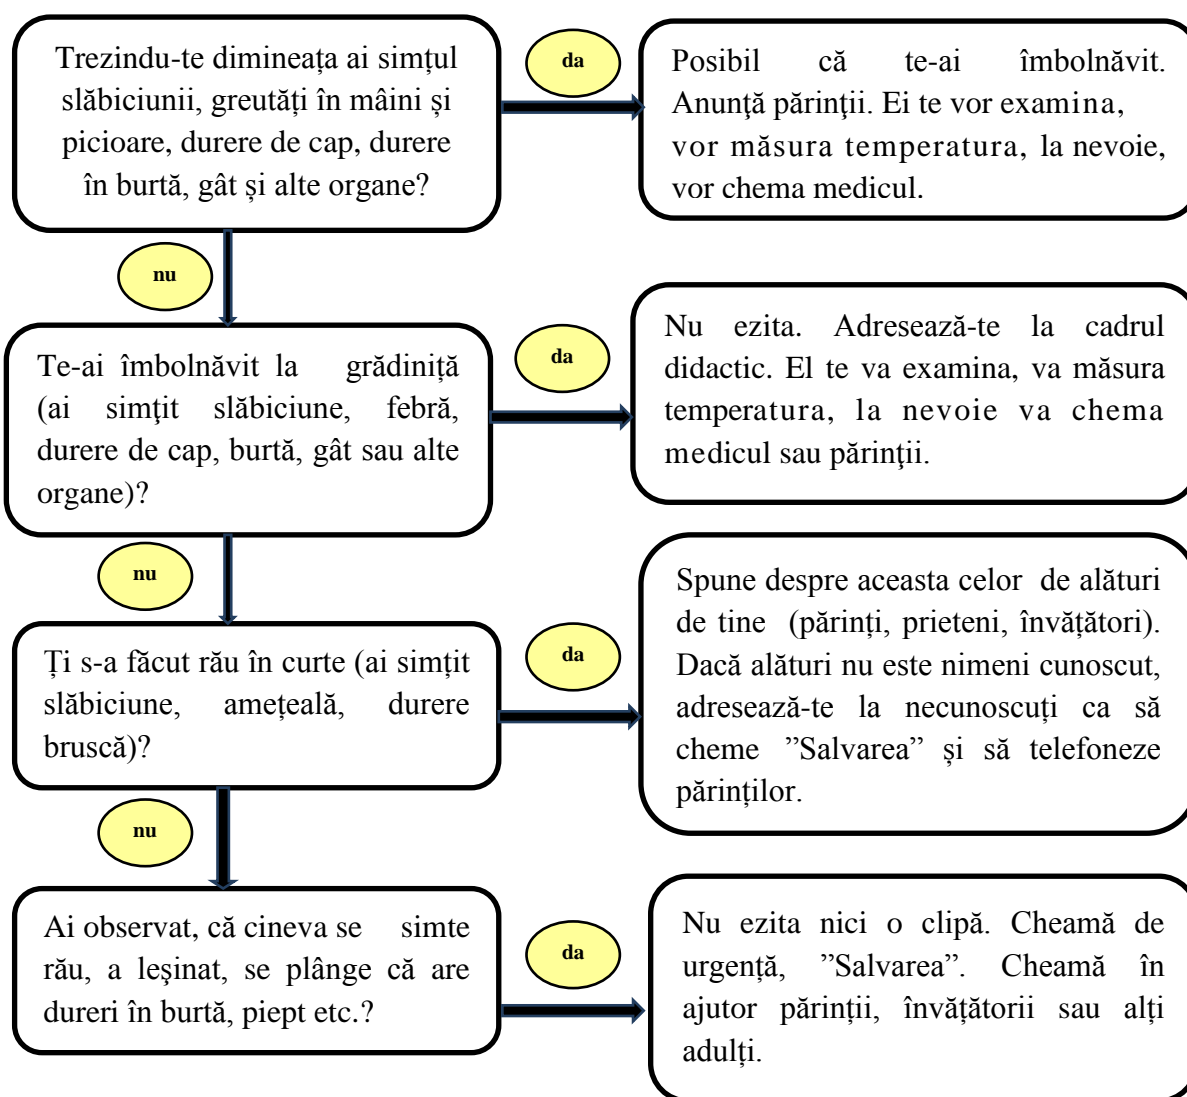 Trezindu-te dimineața ai simțul
slăbiciunii, greutăți în mâini și
picioare, durere de cap, durere
în burtă, gât și alte organe?
da
Posibil că te-ai îmbolnăvit.
Anunţă părinții. Ei te vor examina,
vor măsura temperatura, la nevoie,
vor chema medicul.
nu
Te-ai îmbolnăvit la grădiniță
(ai simţit slăbiciune, febră,
durere de cap, burtă, gât sau alte
organe)?
da
Nu ezita. Adresează-te la cadrul
didactic. El te va examina, va măsura
temperatura, la nevoie va chema
medicul sau părinţii.
nu
Ți s-a făcut rău în curte (ai simțit
slăbiciune, amețeală, durere
bruscă)?
da
Spune despre aceasta celor de alături
de tine (părinți, prieteni, învățători).
Dacă alături nu este nimeni cunoscut,
adresează-te la necunoscuți ca să
cheme ”Salvarea” și să telefoneze
părinților.
nu
Ai observat, că cineva se simte
rău, a leşinat, se plânge că are
dureri în burtă, piept etc.?
da
Nu ezita nici o clipă. Cheamă de
urgență, ”Salvarea”. Cheamă în
ajutor părinții, învățătorii sau alți
adulți.